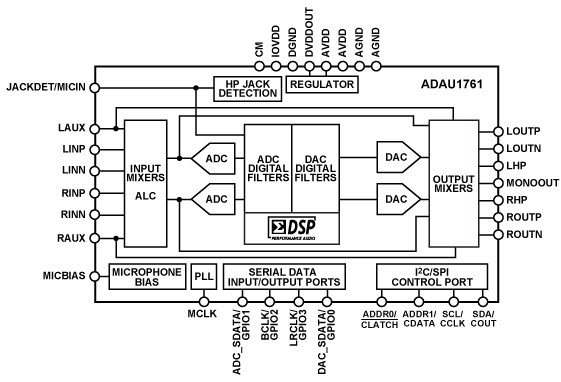 CM
IOVDD
DGND
DVDDOUT
AVDD
AVDD
AGND
AGND
ADAU1761
JACKDET/MICIN
HP JACK
DETECTION
REGULATOR
LAUX
LINP
LINN
RINP
RINN
RAUX
INPUT
MIXERS
ALC
ADC
ADC
ADC
DIGITAL
FILTERS
DAC
DIGITAL
FILTERS
DSP
PERFORMANCE AUDIO
DAC
DAC
OUTPUT
MIXERS
LOUTP
LOUTN
LHP
MONOOUT
RHP
ROUTP
ROUTN
MICBIAS
MICROPHONE
BIAS
PLL
SERIAL DATA
INPUT/OUTPUT PORTS
I²C/SPI
CONTROL PORT
MCLK
ADC_SDATA/
GPIO1
BCLK/
GPIO2
LRCLK/
GPIO3
DAC_SDATA/
GPIO0
ADDR0/
CLATCH
ADDR1/
CDATA
SCL/
CCLK
SDA/
COUT